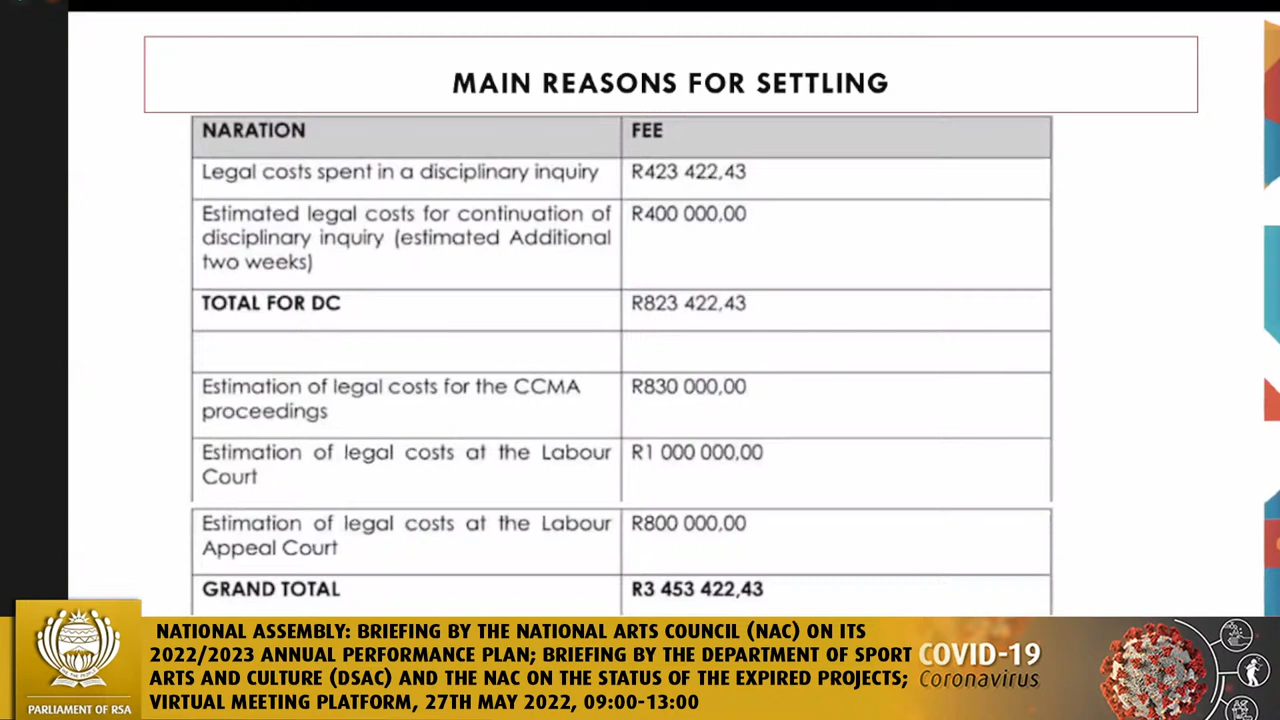 MAIN REASONS FOR SETTLING
NARATION FEE
Legal costs spent in a disciplinary inquiry R423 422,43
Estimated legal costs for continuation of R400 000,00
disciplinary inquiry (estimated Additional
two weeks)
TOTAL FOR DC R823 422,43
Estimation of legal costs for the CCMA R830 000,00
proceedings
Estimation of legal costs at the Labour R1 000 000,00
Court
Estimation of legal costs at the Labour R800 000,00
Appeal Court
GRAND TOTAL R3 453 422,43
NATIONAL ASSEMBLY: BRIEFING BY THE NATIONAL ARTS COUNCIL (NAC) ON ITS
2022/2023 ANNUAL PERFORMANCE PLAN; BRIEFING BY THE DEPARTMENT OF SPORT
ARTS AND CULTURE (DSAC) AND THE NAC ON THE STATUS OF THE EXPIRED PROJECTS;
VIRTUAL MEETING PLATFORM, 27TH MAY 2022, 09:00-13:00
PARLIAMENT OF RSA
COVID-19
Coronavirus